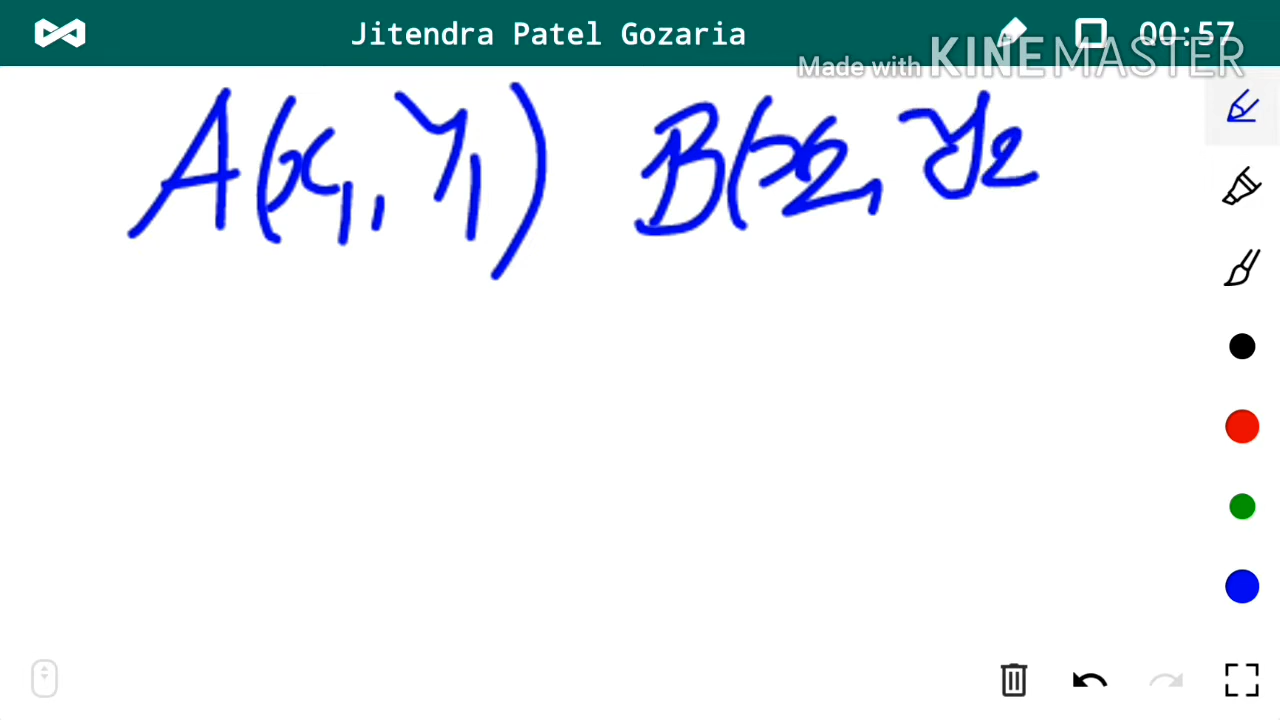 Jitendra Patel Gozaria 00:57
Made with KINEMASTER
A(x₁, y₁) B(x₂, y₂